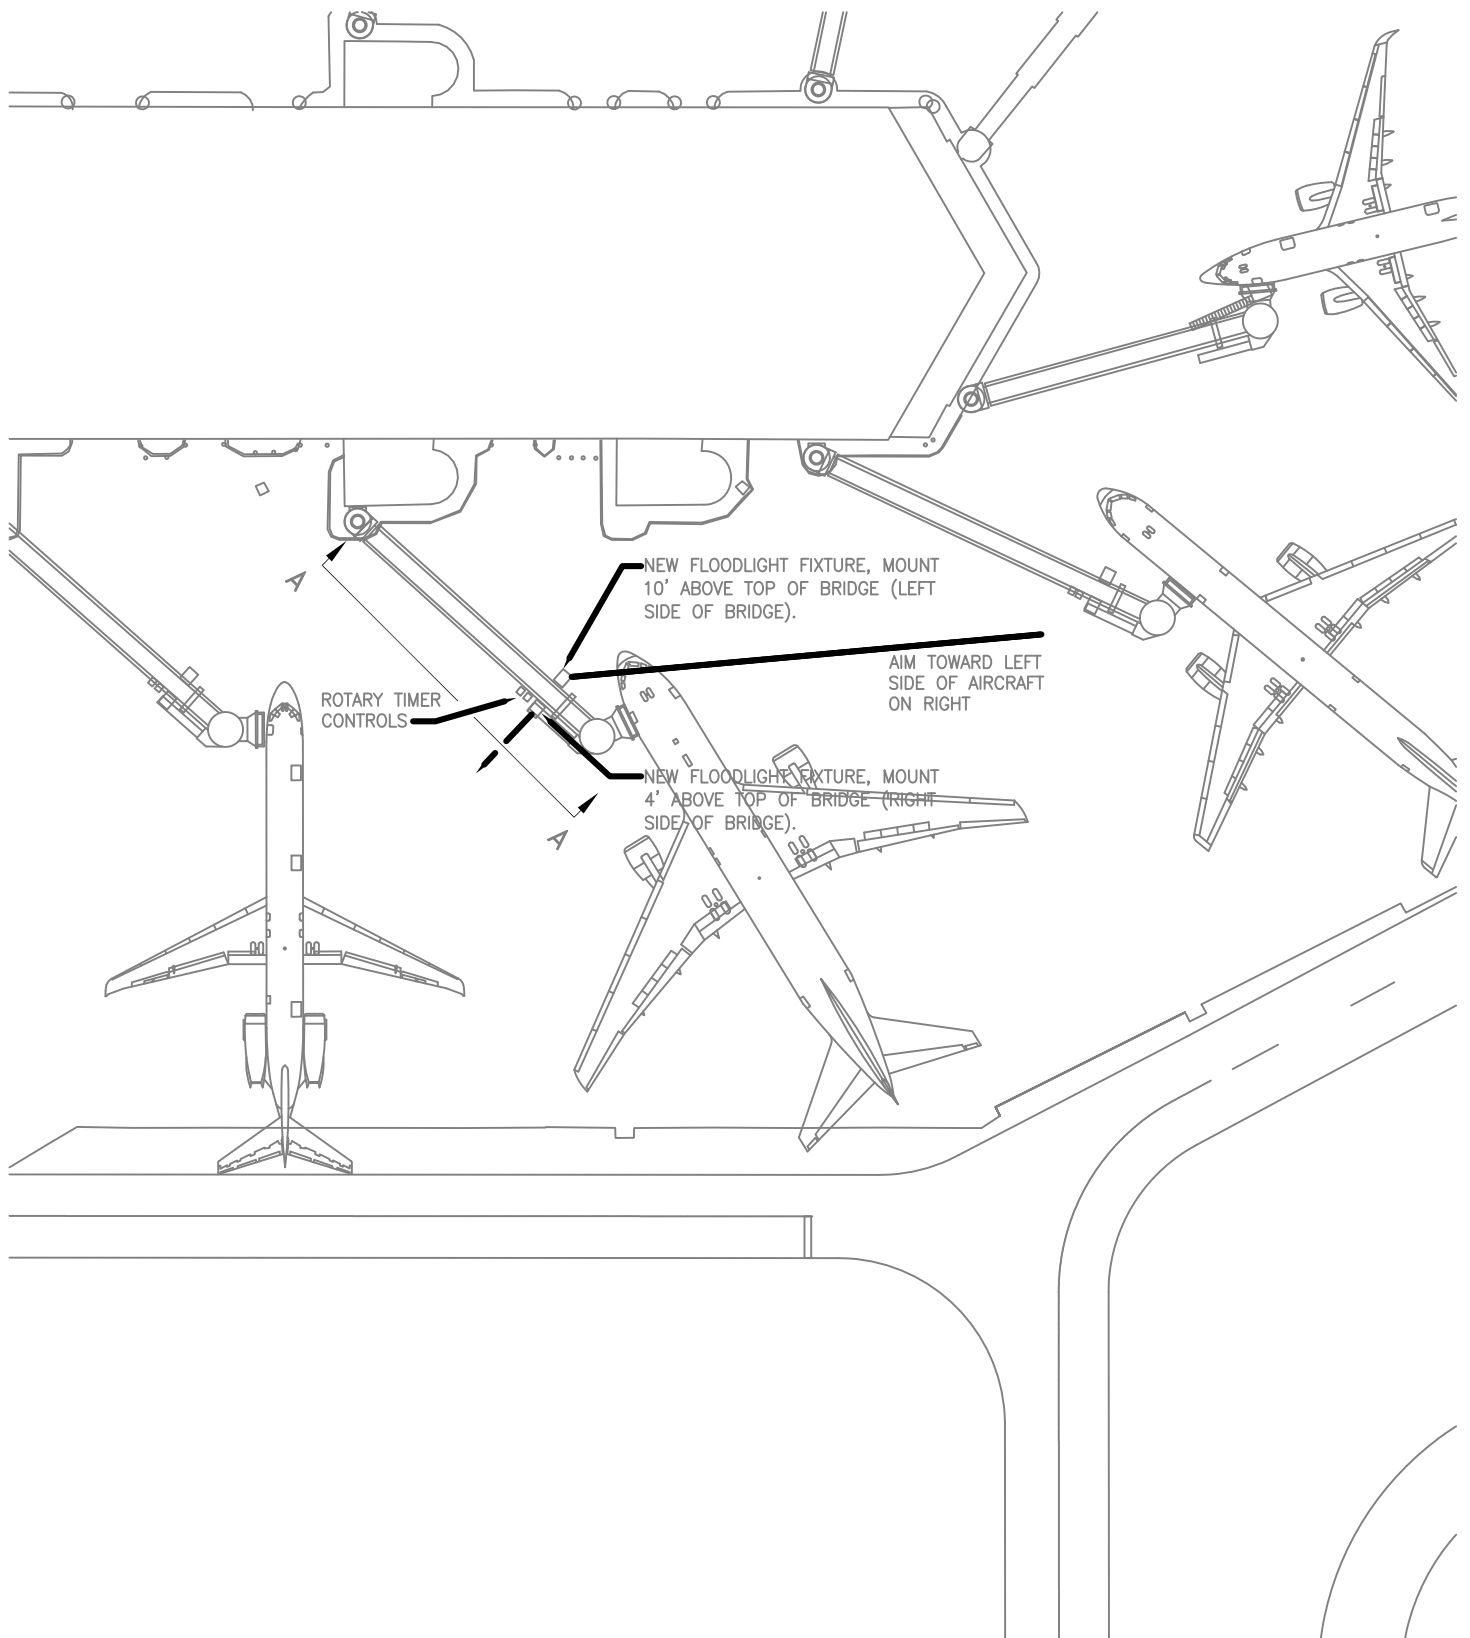 NEW FLOODLIGHT FIXTURE, MOUNT
10' ABOVE TOP OF BRIDGE (LEFT
SIDE OF BRIDGE).
A
AIM TOWARD LEFT
SIDE OF AIRCRAFT
ON RIGHT
ROTARY TIMER
CONTROLS
NEW FLOODLIGHT FIXTURE, MOUNT
4' ABOVE TOP OF BRIDGE (RIGHT
SIDE OF BRIDGE).
A